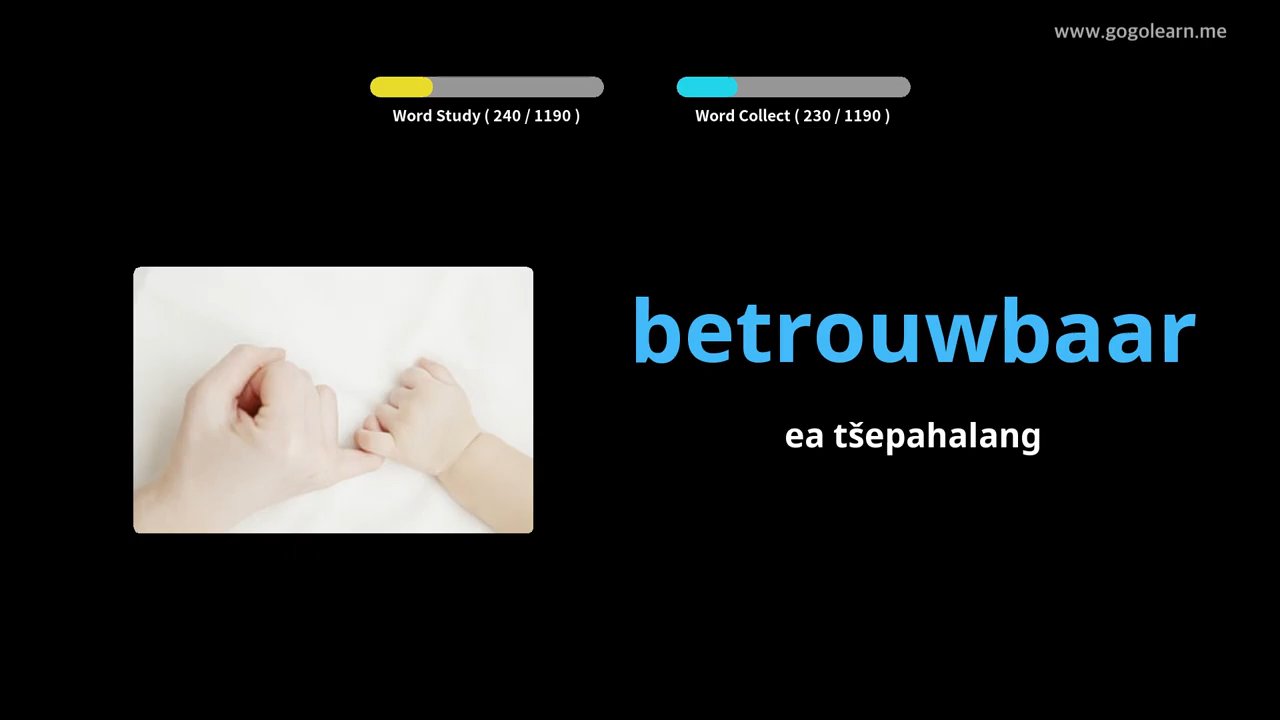 www.gogolearn.me
Word Study ( 240 / 1190 )
Word Collect ( 230 / 1190 )
betrouwbaar
ea tšepahalang